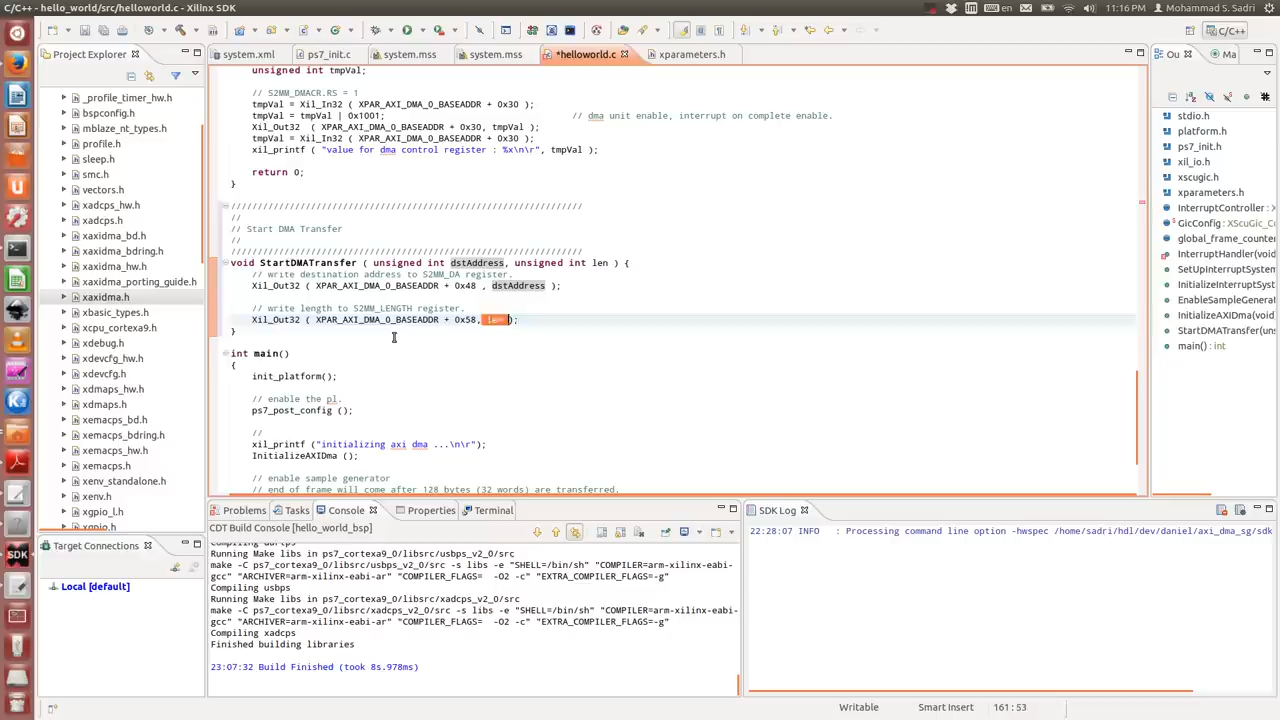 C/C++ - hello_world/src/helloworld.c - Xilinx SDK
11:16 PM
Mohammad S. Sadri
C/C++
Project Explorer
system.xml
ps7_init.c
system.mss
system.mss
*helloworld.c
xparameters.h
Ou
Ma
_profile_timer_hw.h
bspconfig.h
mblaze_nt_types.h
profile.h
sleep.h
smc.h
vectors.h
xadcps_hw.h
xadcps.h
xaxidma_bd.h
xaxidma_bdring.h
xaxidma_hw.h
xaxidma_porting_guide.h
xaxidma.h
xbasic_types.h
xcpu_cortexa9.h
xdebug.h
xdevcfg_hw.h
xdevcfg.h
xdmaps_hw.h
xdmaps.h
xemacps_bd.h
xemacps_bdring.h
xemacps_hw.h
xemacps.h
xenv_standalone.h
xenv.h
xgpio_l.h
xgpio.h
unsigned int tmpVal;
// S2MM_DMACR.RS = 1
tmpVal = Xil_In32 ( XPAR_AXI_DMA_0_BASEADDR + 0x30 );
tmpVal = tmpVal | 0x1001; // dma unit enable, interrupt on complete enable.
Xil_Out32 ( XPAR_AXI_DMA_0_BASEADDR + 0x30, tmpVal );
tmpVal = Xil_In32 ( XPAR_AXI_DMA_0_BASEADDR + 0x30 );
xil_printf ( "value for dma control register : %x\n\r", tmpVal );
return 0;
}
//////////////////////////////////////////////////////////////////
//
// Start DMA Transfer
//
//////////////////////////////////////////////////////////////////
void StartDMATransfer ( unsigned int dstAddress, unsigned int len ) {
// write destination address to S2MM_DA register.
Xil_Out32 ( XPAR_AXI_DMA_0_BASEADDR + 0x48 , dstAddress );
// write length to S2MM_LENGTH register.
Xil_Out32 ( XPAR_AXI_DMA_0_BASEADDR + 0x58, len );
}
int main()
{
init_platform();
// enable the pl.
ps7_post_config ();
//
xil_printf ("initializing axi dma ...\n\r");
InitializeAXIDma ();
// enable sample generator
// end of frame will come after 128 bytes (32 words) are transferred.
stdio.h
platform.h
ps7_init.h
xil_io.h
xscugic.h
xparameters.h
InterruptController : X
GicConfig : XScuGic_Co
global_frame_counter
InterruptHandler(void)
SetUpInterruptSystem
InitializeInterruptSyste
EnableSampleGenerat
InitializeAXIDma(void)
StartDMATransfer(uns
main() : int
Target Connections
Local [default]
Problems
Tasks
Console
Properties
Terminal
CDT Build Console [hello_world_bsp]
Compiling uartps
Running Make libs in ps7_cortexa9_0/libsrc/usbps_v2_0/src
make -C ps7_cortexa9_0/libsrc/usbps_v2_0/src -s libs -e "SHELL=/bin/sh" "COMPILER=arm-xilinx-eabi-
gcc" "ARCHIVER=arm-xilinx-eabi-ar" "COMPILER_FLAGS= -O2 -c" "EXTRA_COMPILER_FLAGS=-g"
Compiling usbps
Running Make libs in ps7_cortexa9_0/libsrc/xadcps_v2_0/src
make -C ps7_cortexa9_0/libsrc/xadcps_v2_0/src -s libs -e "SHELL=/bin/sh" "COMPILER=arm-xilinx-eabi-
gcc" "ARCHIVER=arm-xilinx-eabi-ar" "COMPILER_FLAGS= -O2 -c" "EXTRA_COMPILER_FLAGS=-g"
Compiling xadcps
Finished building libraries
23:07:32 Build Finished (took 8s.978ms)
SDK Log
22:28:07 INFO : Processing command line option -hwspec /home/sadri/hdl/dev/daniel/axi_dma_sg/sdk
Writable
Smart Insert
161 : 53